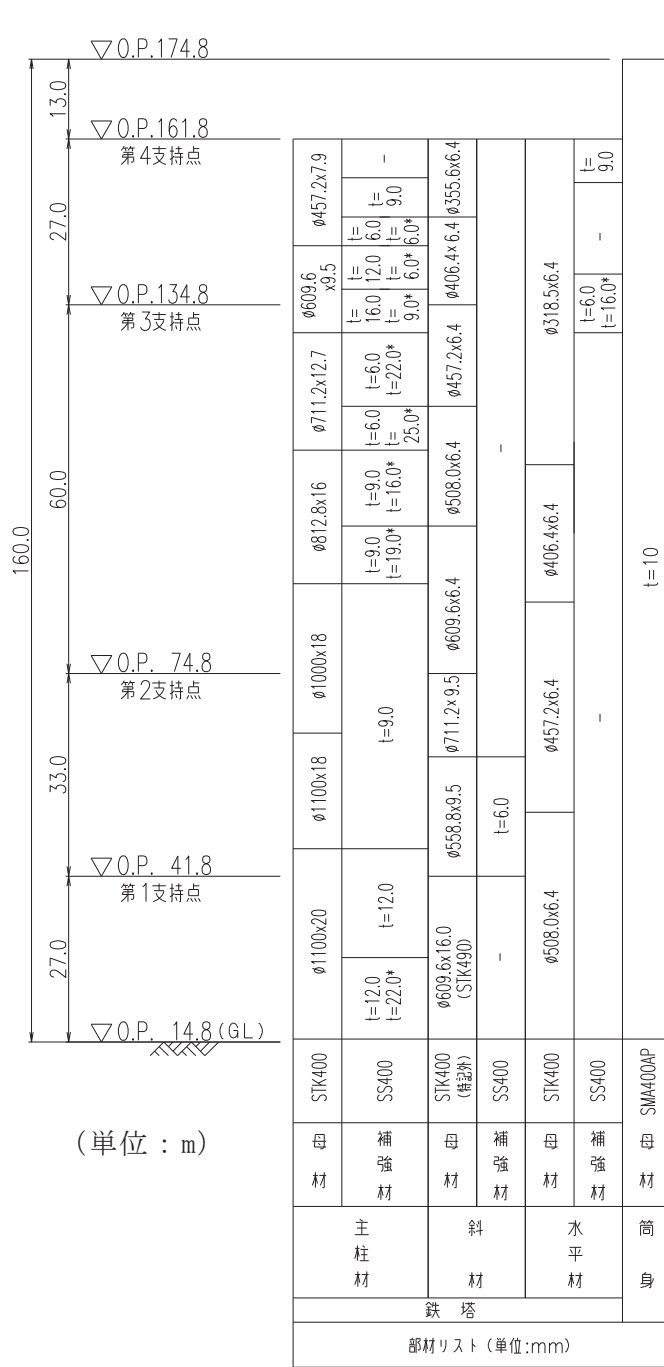 ▽O.P.174.8
13.0
▽O.P.161.8
第4支持点
27.0
▽O.P.134.8
第3支持点
60.0
160.0
▽O.P. 74.8
第2支持点
33.0
▽O.P. 41.8
第1支持点
27.0
▽O.P. 14.8(GL)
(単位:m)
φ457.2x7.9
φ609.6
x9.5
φ711.2x12.7
φ812.8x16
φ1000x18
φ1100x18
φ1100x20
STK400
母材
-
t=
9.0
t=
6.0
t=
6.0*
t=
12.0
t=
6.0*
t=
16.0
t=
9.0*
t=6.0
t=22.0*
t=6.0
t=
25.0*
t=9.0
t=16.0*
t=9.0
t=19.0*
t=9.0
t=12.0
t=12.0
t=22.0*
SS400
補強材
主柱材
φ355.6x6.4
φ406.4x6.4
φ457.2x6.4
φ508.0x6.4
φ609.6x6.4
φ711.2x9.5
φ558.8x9.5
φ609.6x16.0
(STK490)
STK400
(特記外)
母材
-
t=6.0
-
SS400
補強材
斜材
φ318.5x6.4
φ406.4x6.4
φ457.2x6.4
φ508.0x6.4
STK400
母材
t=
9.0
-
t=6.0
t=16.0*
-
SS400
補強材
水平材
鉄塔
t=10
SMA400AP
母材
筒身
部材リスト(単位:mm)